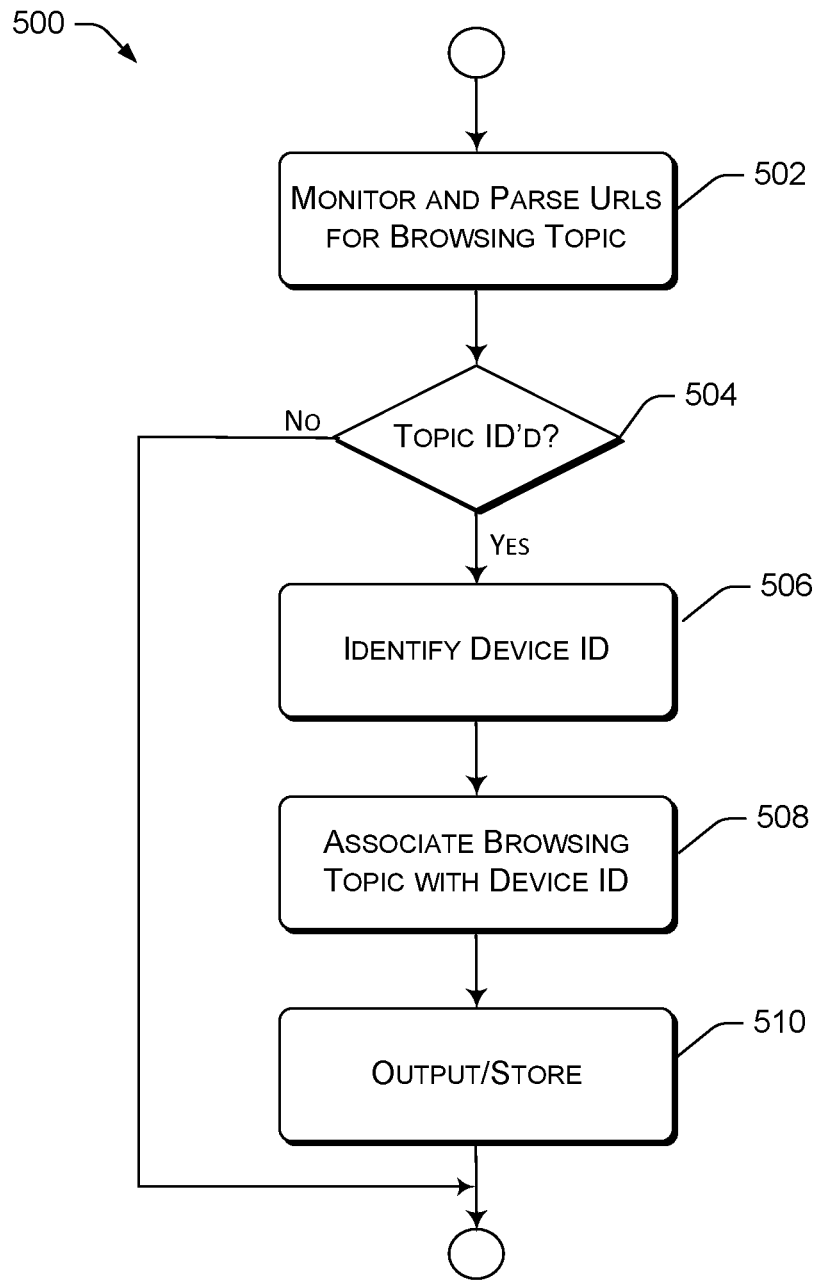 500
502
MONITOR AND PARSE URLS
FOR BROWSING TOPIC
504
NO
TOPIC ID'D?
YES
506
IDENTIFY DEVICE ID
508
ASSOCIATE BROWSING
TOPIC WITH DEVICE ID
510
OUTPUT/STORE